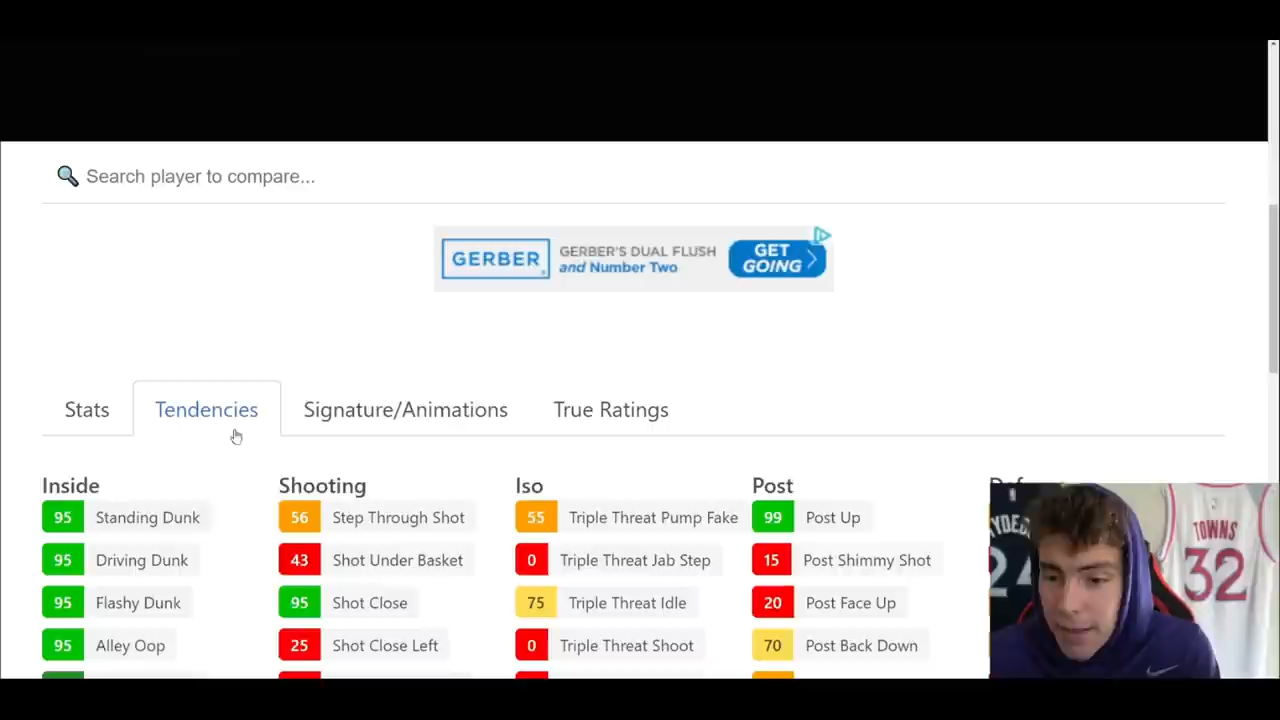 Search player to compare...
GERBER
GERBER'S DUAL FLUSH
and Number Two
GET
GOING
Stats
Tendencies
Signature/Animations
True Ratings
Inside
Shooting
Iso
Post
95 Standing Dunk
56 Step Through Shot
55 Triple Threat Pump Fake
99 Post Up
95 Driving Dunk
43 Shot Under Basket
0 Triple Threat Jab Step
15 Post Shimmy Shot
95 Flashy Dunk
95 Shot Close
75 Triple Threat Idle
20 Post Face Up
95 Alley Oop
25 Shot Close Left
0 Triple Threat Shoot
70 Post Back Down
TOWNS
32